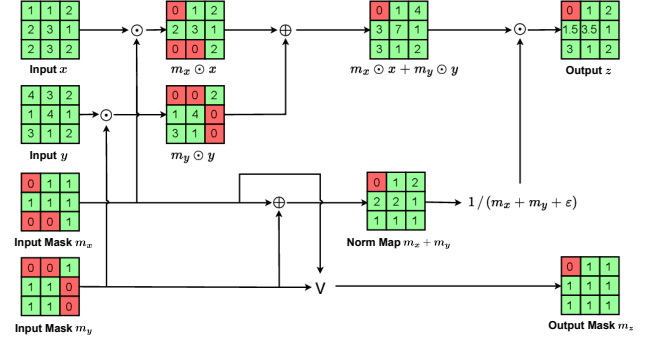 1 1 2
2 3 1
2 3 1
Input x
⊙
0 1 2
2 3 1
0 0 2
m_x ⊙ x
⊕
0 1 4
3 7 1
3 1 2
m_x ⊙ x + m_y ⊙ y
⊙
0 1 2
1.5 3.5 1
3 1 2
Output z
4 3 2
1 4 1
3 1 2
Input y
⊙
0 0 2
1 4 0
3 1 0
m_y ⊙ y
0 1 1
1 1 1
0 0 1
Input Mask m_x
⊕
0 1 2
2 2 1
1 1 1
Norm Map m_x + m_y
1/(m_x + m_y + ε)
0 0 1
1 1 0
1 1 0
Input Mask m_y
V
0 1 1
1 1 1
1 1 1
Output Mask m_z